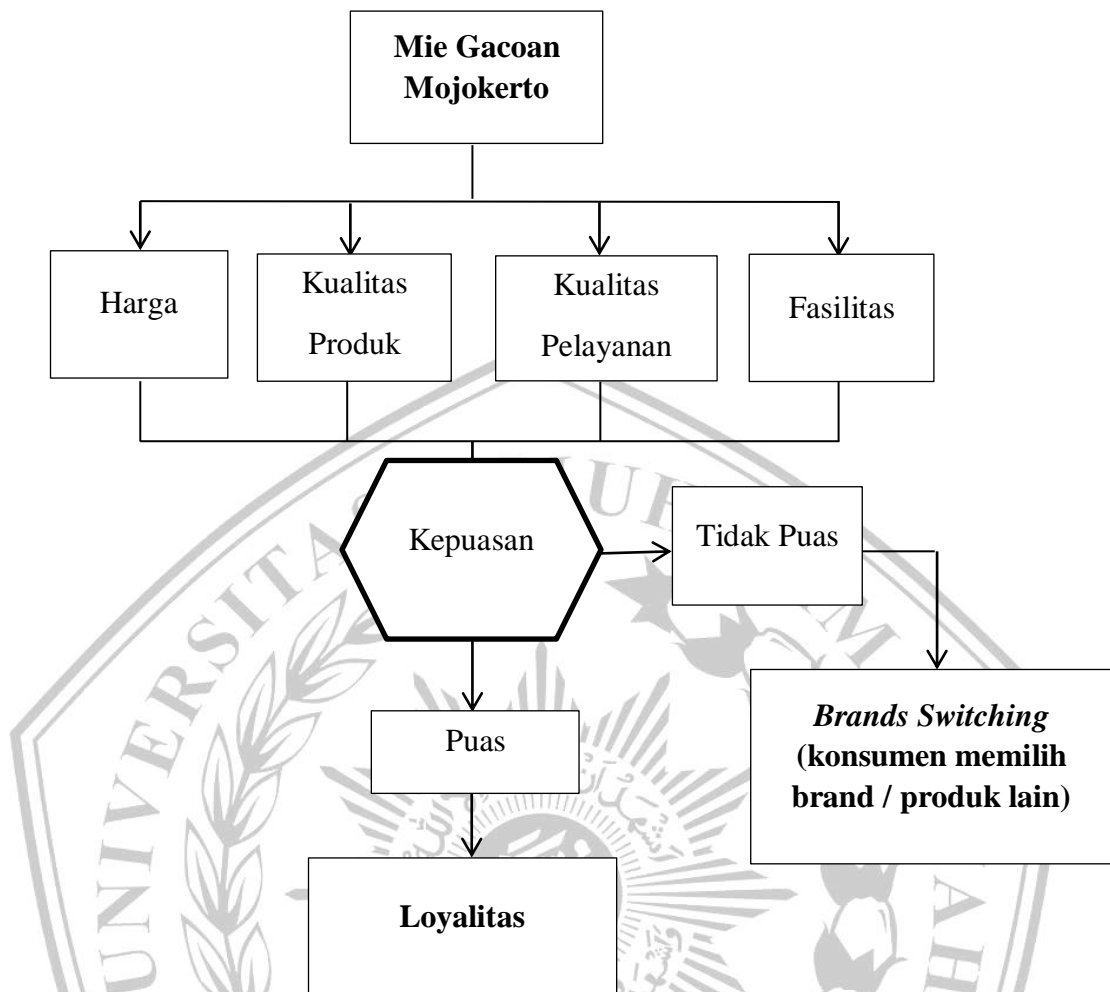 Mie Gacoan
Mojokerto
Harga
Kualitas
Produk
Kualitas
Pelayanan
Fasilitas
Kepuasan
Tidak Puas
Puas
Brands Switching
(konsumen memilih
brand / produk lain)
Loyalitas